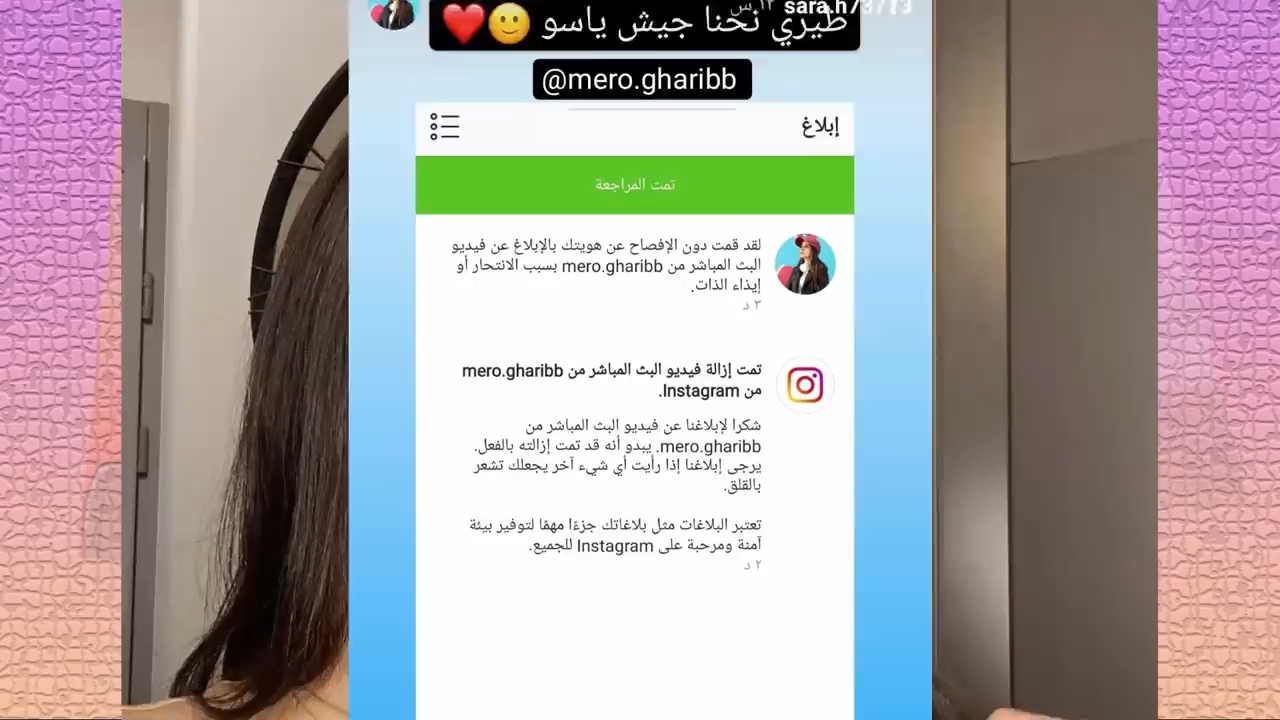 sara.h73713 ١٣ س
طيري نحنا جيش ياسو 🙂❤️
@mero.gharibb
إبلاغ
تمت المراجعة
لقد قمت دون الإفصاح عن هويتك بالإبلاغ عن فيديو
البث المباشر من mero.gharibb بسبب الانتحار أو
إيذاء الذات.
٣ د
تمت إزالة فيديو البث المباشر من mero.gharibb
من Instagram.
شكرا لإبلاغنا عن فيديو البث المباشر من
mero.gharibb. يبدو أنه قد تمت إزالته بالفعل.
يرجى إبلاغنا إذا رأيت أي شيء آخر يجعلك تشعر
بالقلق.
تعتبر البلاغات مثل بلاغاتك جزءًا مهمًا لتوفير بيئة
آمنة ومرحبة على Instagram للجميع.
٢ د